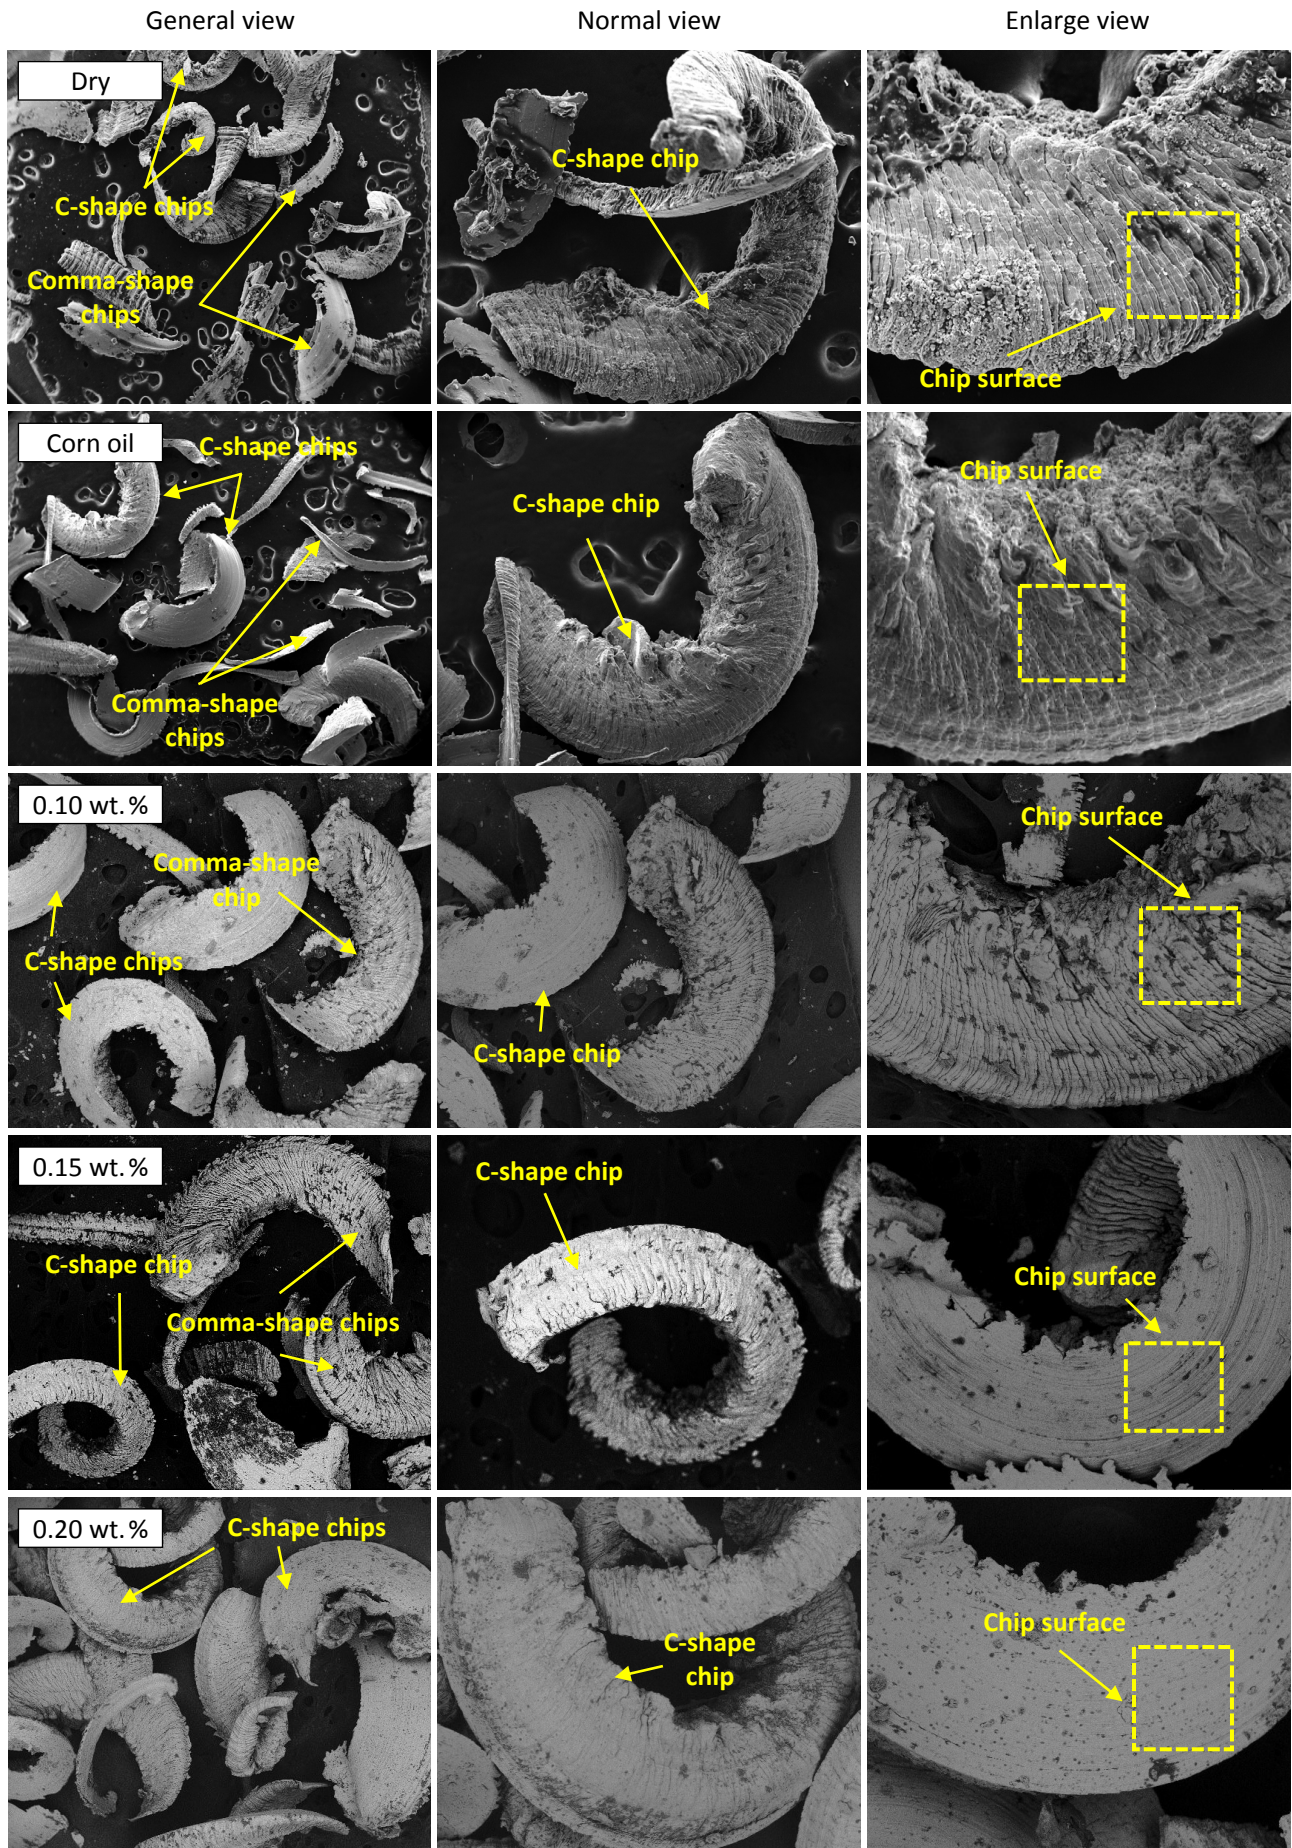 General view
Normal view
Enlarge view
Dry
C-shape chips
Comma-shape
chips
C-shape chip
Chip surface
Corn oil
C-shape chips
Comma-shape
chips
C-shape chip
Chip surface
0.10 wt. %
Comma-shape
chip
C-shape chips
C-shape chip
Chip surface
0.15 wt. %
C-shape chip
Comma-shape chips
C-shape chip
Chip surface
0.20 wt. %
C-shape chips
C-shape
chip
Chip surface